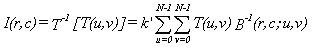 I(r,c) = T⁻¹ [T(u,v)] = k' ∑_{u=0}^{N-1} ∑_{v=0}^{N-1} T(u,v) B⁻¹(r,c;u,v)